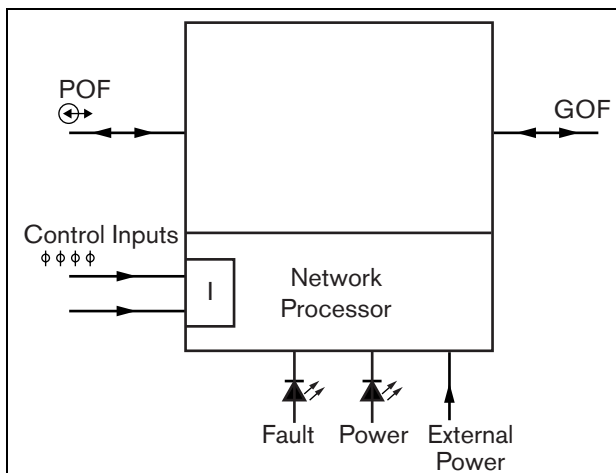 POF
GOF
Control Inputs
I
Network
Processor
Fault
Power
External
Power